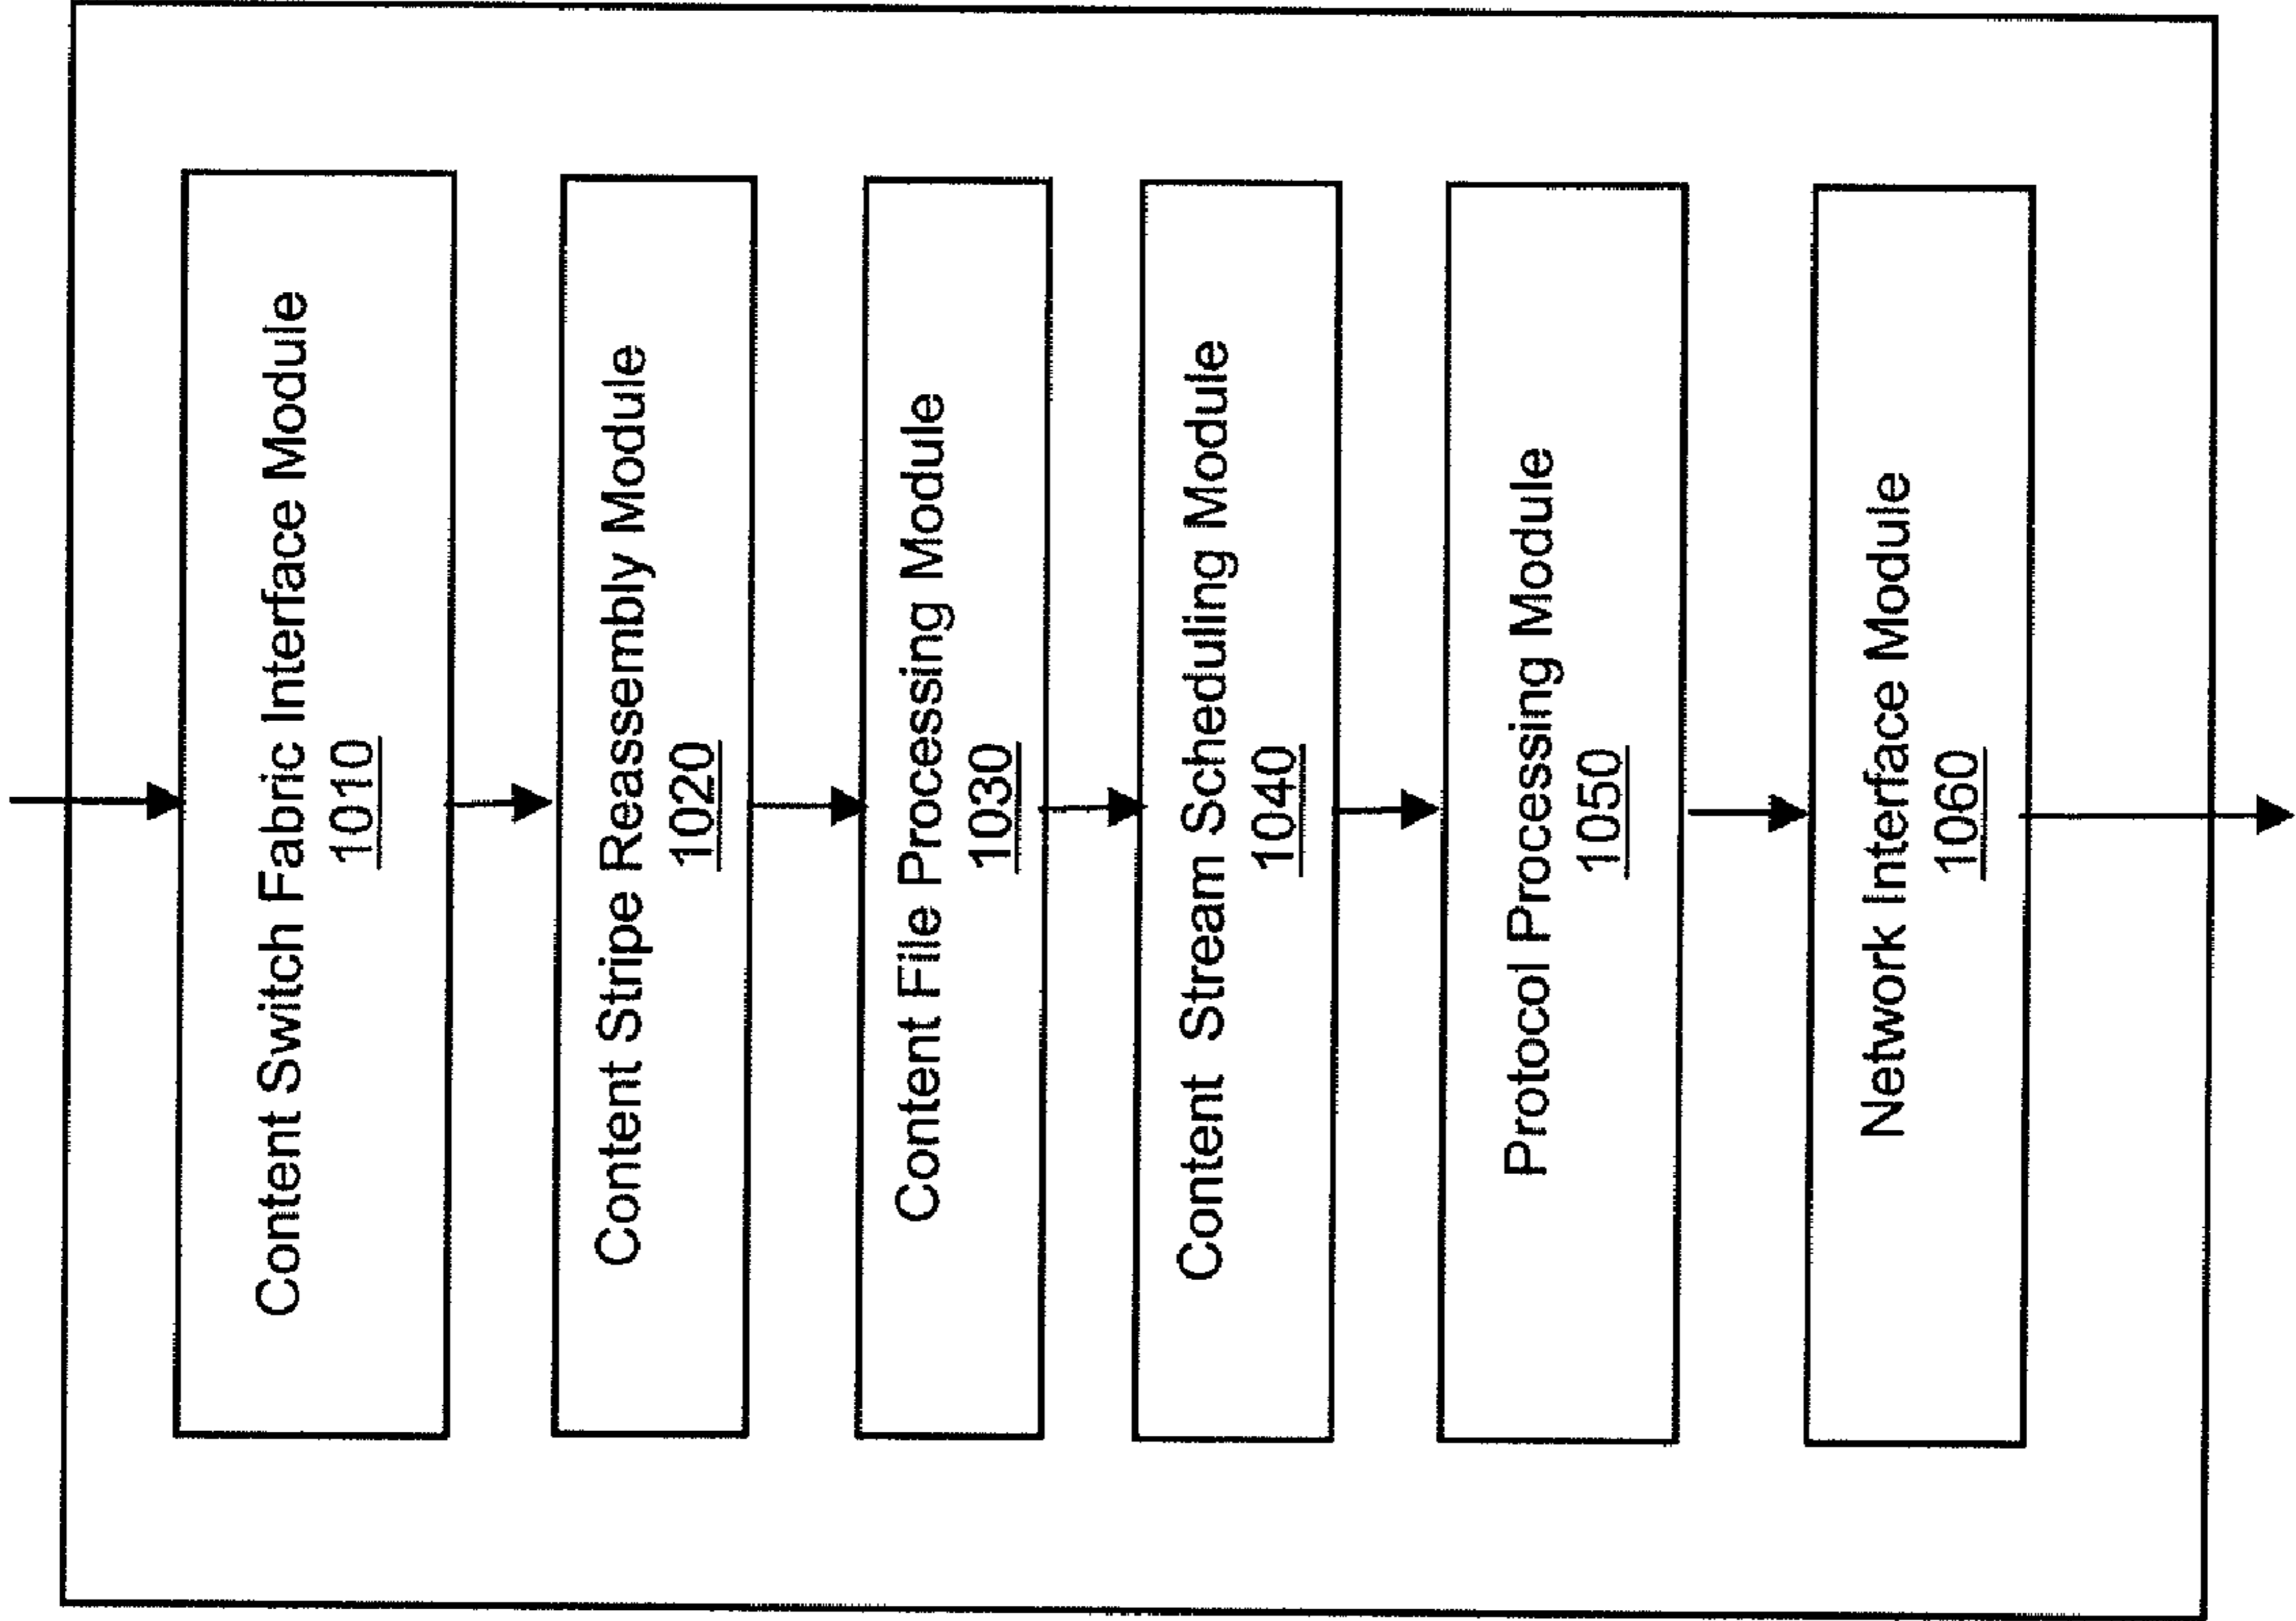 Content Switch Fabric Interface Module
1010
Content Stripe Reassembly Module
1020
Content File Processing Module
1030
Content Stream Scheduling Module
1040
Protocol Processing Module
1050
Network Interface Module
1060